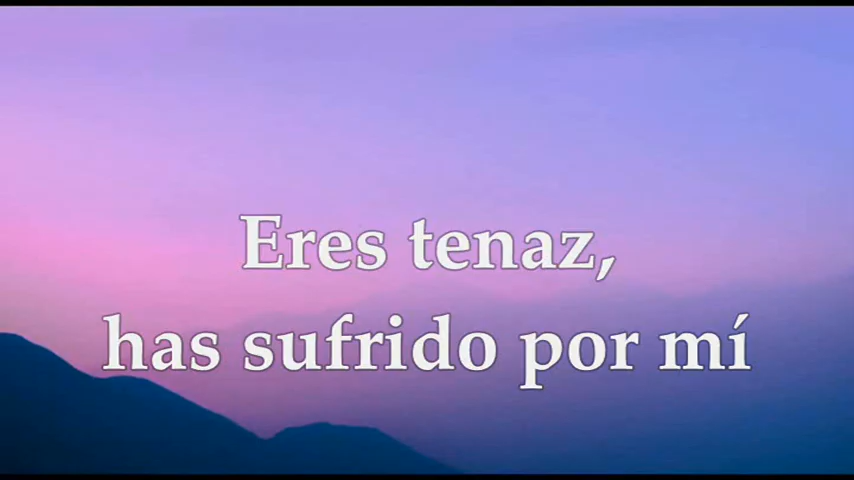 Eres tenaz,
has sufrido por mí